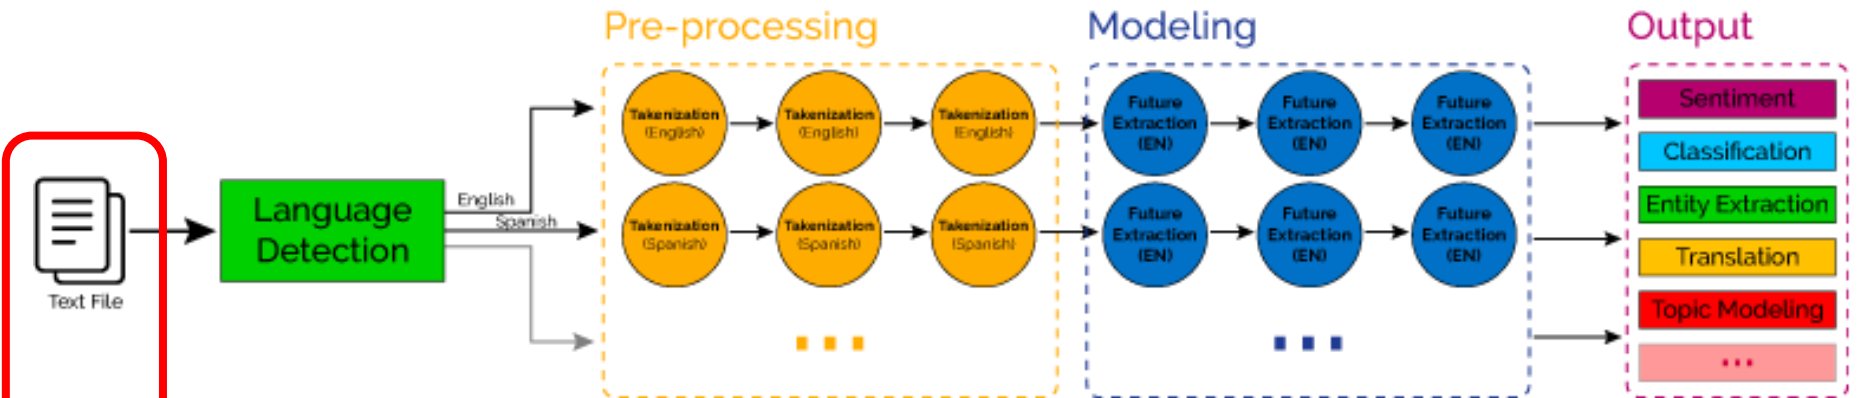 Pre-processing
Modeling
Output
Text File
Language
Detection
English
Spanish
Takenization
(English)
Takenization
(English)
Takenization
(English)
Takenization
(Spanish)
Takenization
(Spanish)
Takenization
(Spanish)
Future
Extraction
(EN)
Future
Extraction
(EN)
Future
Extraction
(EN)
Future
Extraction
(EN)
Future
Extraction
(EN)
Future
Extraction
(EN)
Sentiment
Classification
Entity Extraction
Translation
Topic Modeling
...